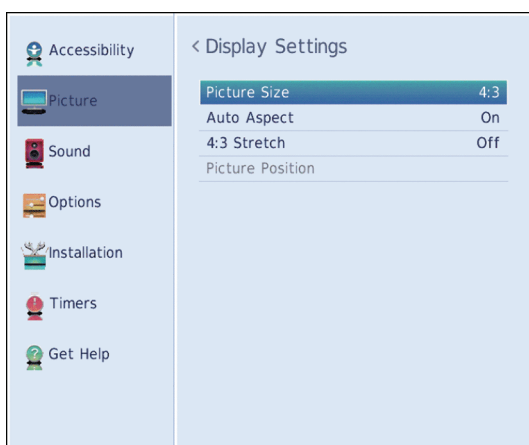 Accessibility
Picture
Sound
Options
Installation
Timers
Get Help
< Display Settings
Picture Size 4:3
Auto Aspect On
4:3 Stretch Off
Picture Position